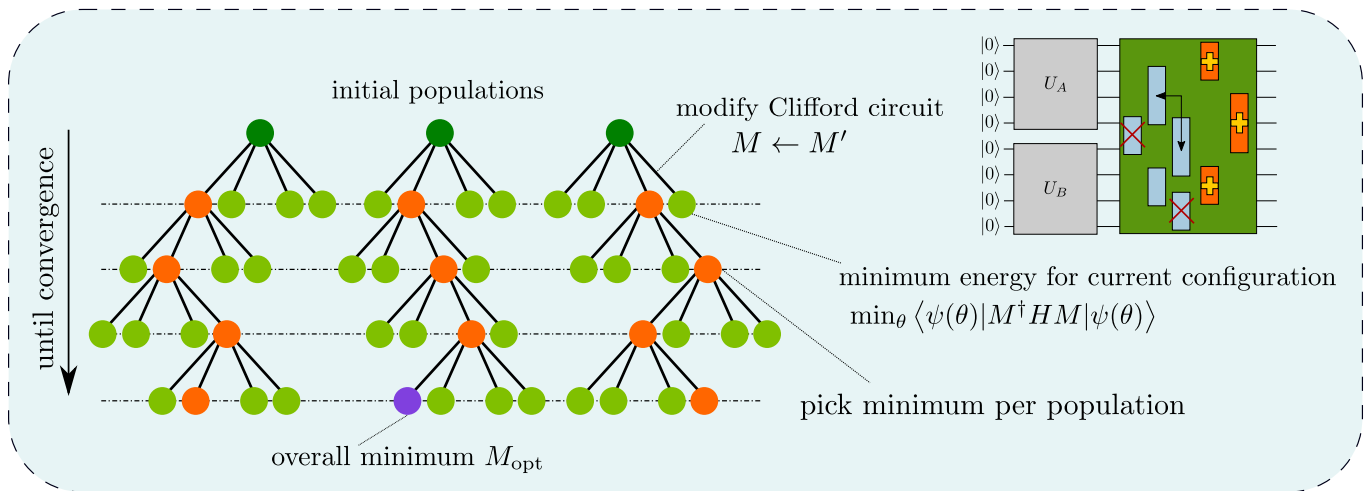 initial populations
modify Clifford circuit
M ← M′
until convergence
minimum energy for current configuration
min_θ ⟨ψ(θ)|M†HM|ψ(θ)⟩
pick minimum per population
overall minimum M_opt
|0⟩
|0⟩
|0⟩
|0⟩
|0⟩
|0⟩
|0⟩
|0⟩
U_A
U_B